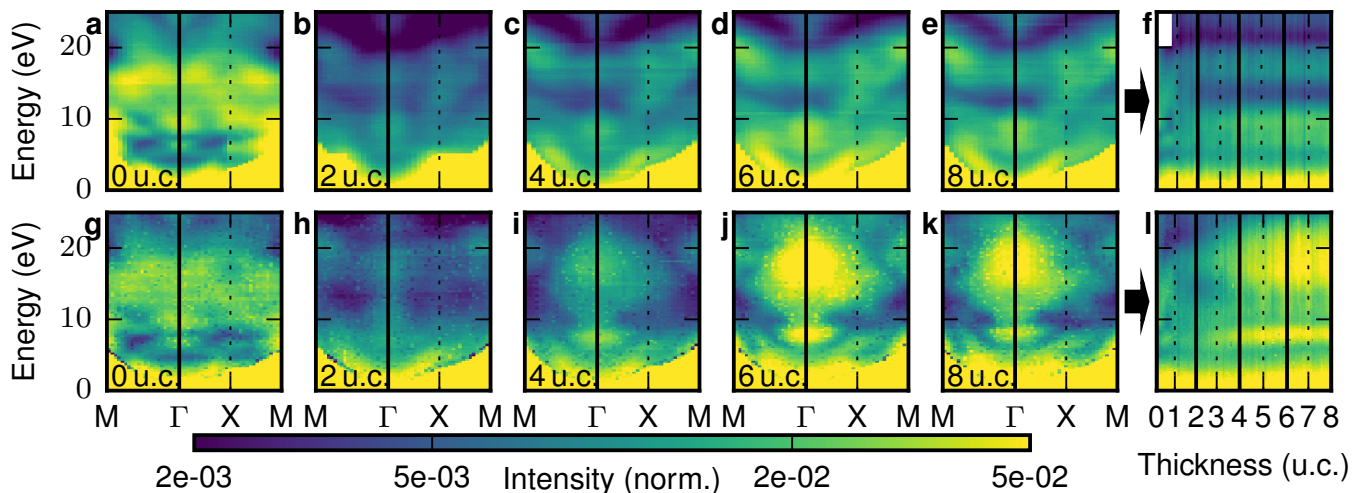 a b c d e f
Energy (eV)
20
10
0
0 u.c. 2 u.c. 4 u.c. 6 u.c. 8 u.c.
g h i j k l
Energy (eV)
20
10
0
0 u.c. 2 u.c. 4 u.c. 6 u.c. 8 u.c.
M Γ X M Γ X M Γ X M Γ X M Γ X M 0 1 2 3 4 5 6 7 8
2e-03 5e-03 Intensity (norm.) 2e-02 5e-02 Thickness (u.c.)